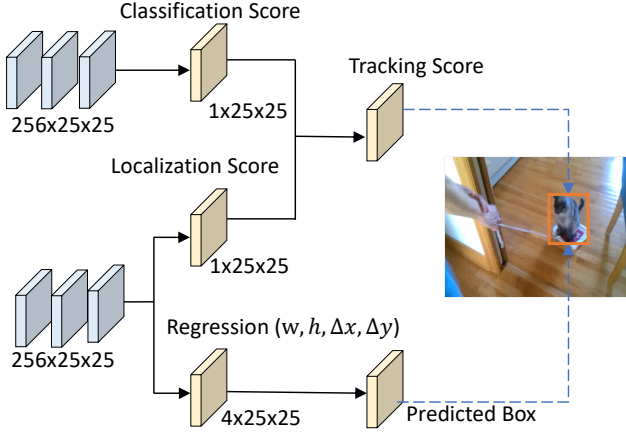 Classification Score
256x25x25
1x25x25
Tracking Score
Localization Score
1x25x25
256x25x25
Regression (w, h, Δx, Δy)
4x25x25
Predicted Box